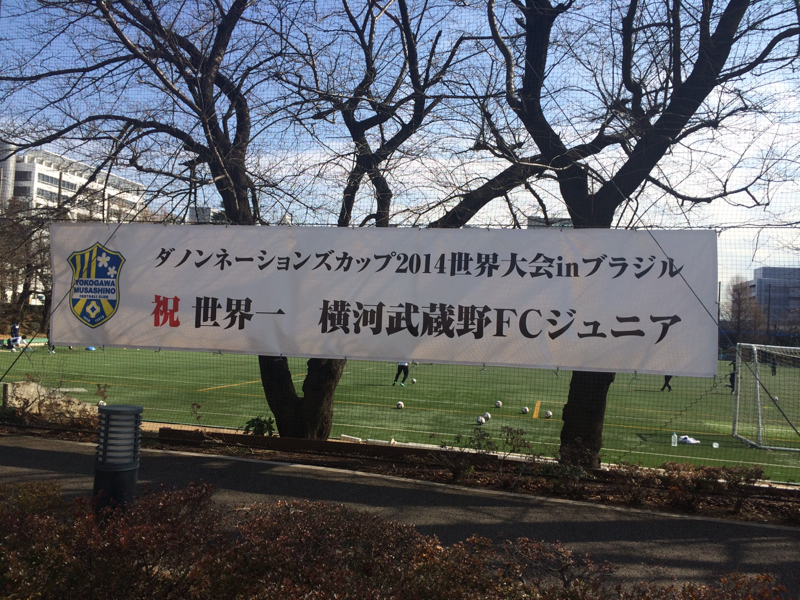 ダノンネーションズカップ2014世界大会inブラジル
祝 世界一　横河武蔵野FCジュニア
YOKOGAWA
MUSASHINO
FOOTBALL CLUB